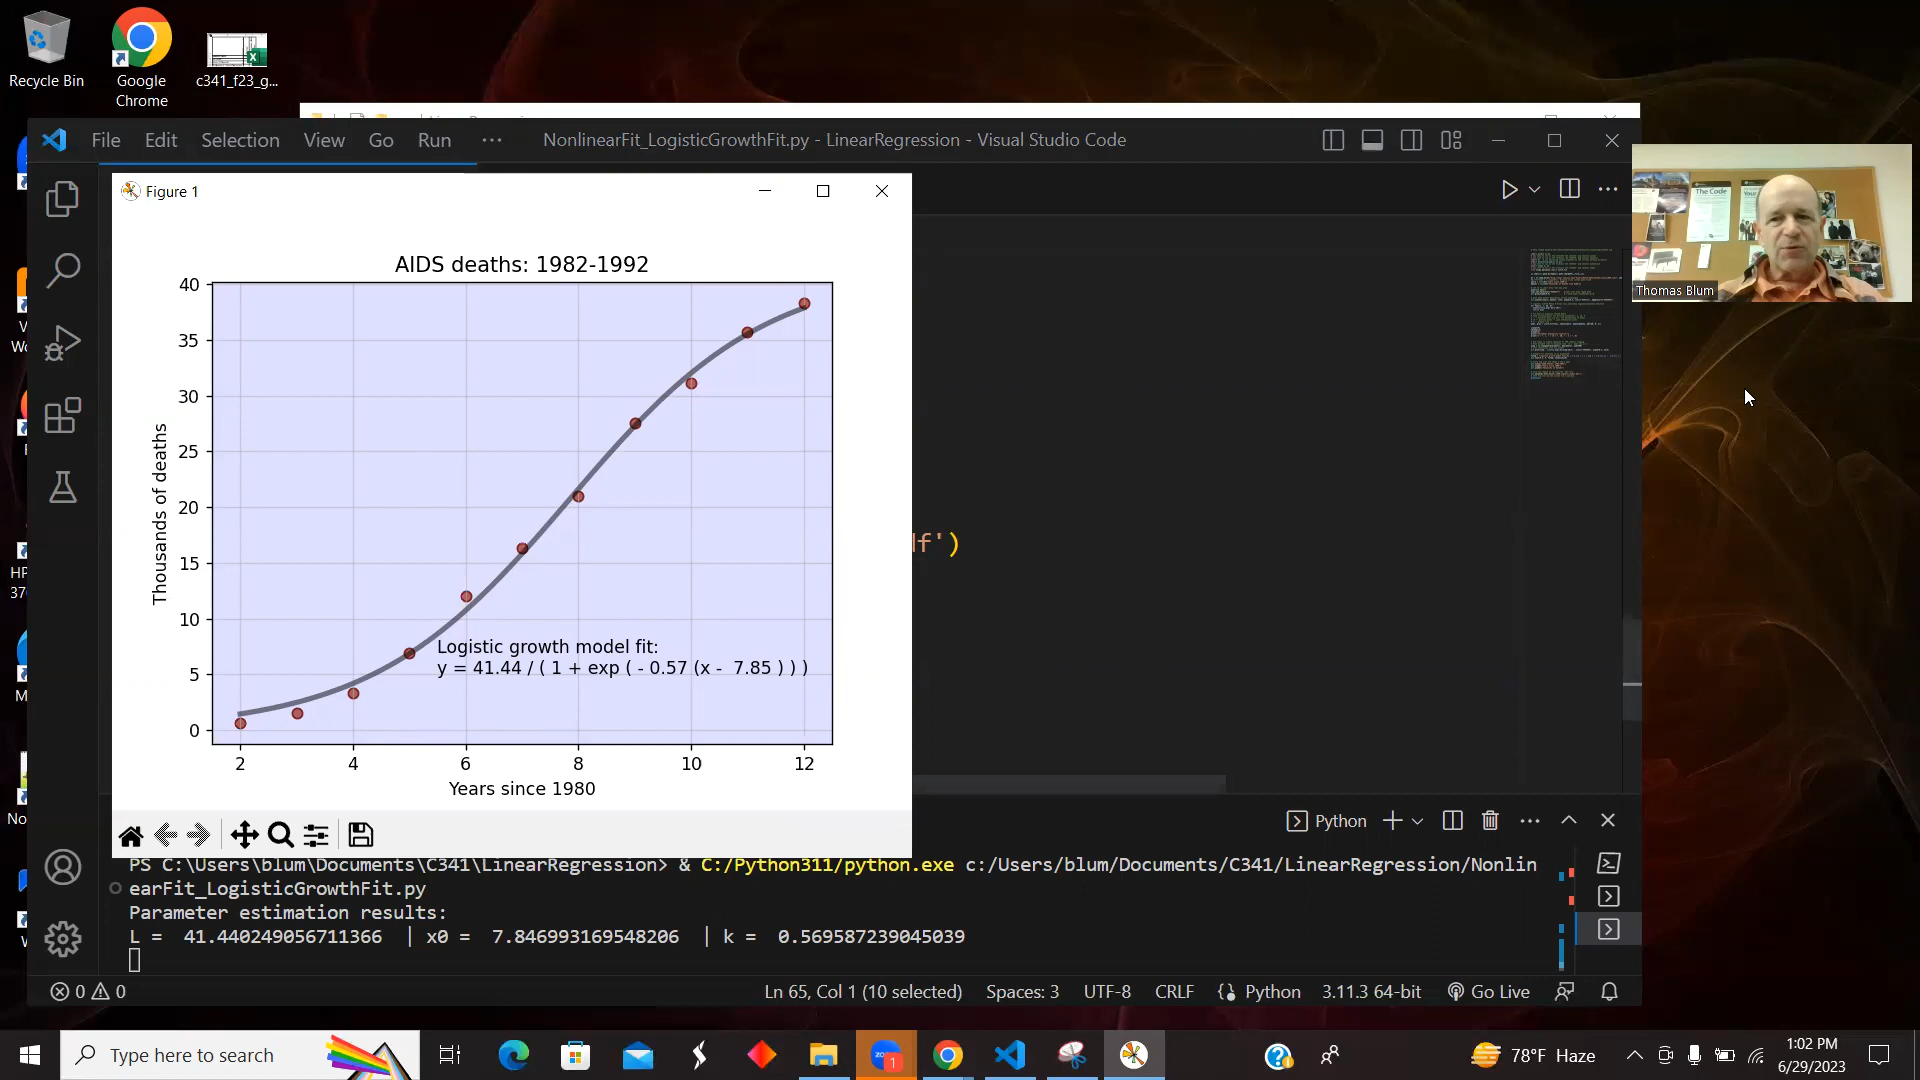 Recycle Bin
Google
Chrome
c341_f23_g...
File Edit Selection View Go Run ···
NonlinearFit_LogisticGrowthFit.py - LinearRegression - Visual Studio Code
Figure 1
The Code
Thomas Blum
AIDS deaths: 1982-1992
40
35
30
25
20
15
10
5
0
Thousands of deaths
Logistic growth model fit:
y = 41.44 / ( 1 + exp ( - 0.57 (x - 7.85 ) ) )
2 4 6 8 10 12
Years since 1980
df')
Python
PS C:\Users\blum\Documents\C341\LinearRegression> & C:/Python311/python.exe c:/Users/blum/Documents/C341/LinearRegression/Nonlin
earFit_LogisticGrowthFit.py
Parameter estimation results:
L = 41.440249056711366 | x0 = 7.846993169548206 | k = 0.569587239045039
0 0
Ln 65, Col 1 (10 selected) Spaces: 3 UTF-8 CRLF Python 3.11.3 64-bit Go Live
Type here to search
1
78°F Haze
1:02 PM
6/29/2023